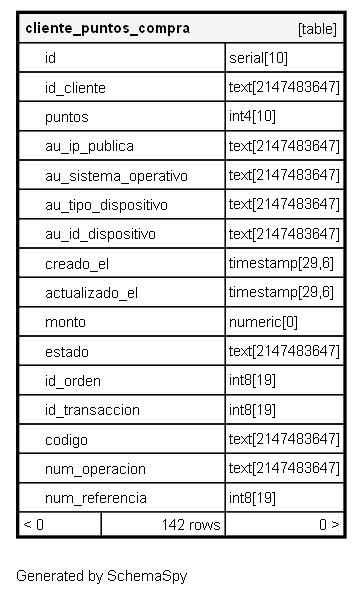 cliente_puntos_compra [table]
id serial[10]
id_cliente text[2147483647]
puntos int4[10]
au_ip_publica text[2147483647]
au_sistema_operativo text[2147483647]
au_tipo_dispositivo text[2147483647]
au_id_dispositivo text[2147483647]
creado_el timestamp[29,6]
actualizado_el timestamp[29,6]
monto numeric[0]
estado text[2147483647]
id_orden int8[19]
id_transaccion int8[19]
codigo text[2147483647]
num_operacion text[2147483647]
num_referencia int8[19]
< 0 142 rows 0 >
Generated by SchemaSpy